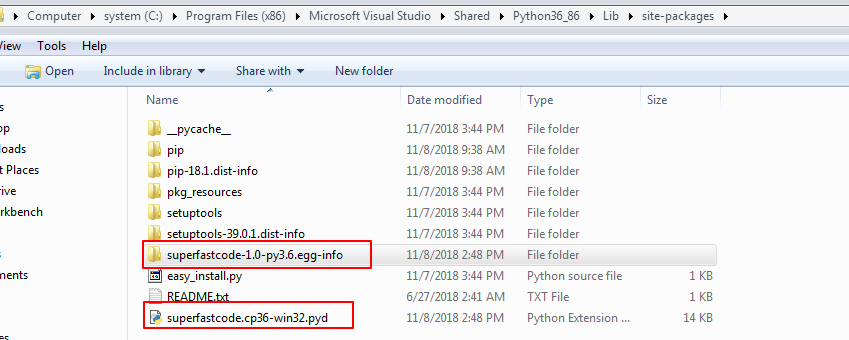 Computer ▸ system (C:) ▸ Program Files (x86) ▸ Microsoft Visual Studio ▸ Shared ▸ Python36_86 ▸ Lib ▸ site-packages ▸
View Tools Help
Open Include in library ▾ Share with ▾ New folder
Name Date modified Type Size
__pycache__ 11/7/2018 3:44 PM File folder
pip 11/8/2018 9:38 AM File folder
pip-18.1.dist-info 11/8/2018 9:38 AM File folder
pkg_resources 11/7/2018 3:44 PM File folder
setuptools 11/7/2018 3:44 PM File folder
setuptools-39.0.1.dist-info 11/7/2018 3:44 PM File folder
superfastcode-1.0-py3.6.egg-info 11/8/2018 2:48 PM File folder
easy_install.py 11/7/2018 3:44 PM Python source file 1 KB
README.txt 6/27/2018 2:41 AM TXT File 1 KB
superfastcode.cp36-win32.pyd 11/8/2018 2:48 PM Python Extension ... 14 KB